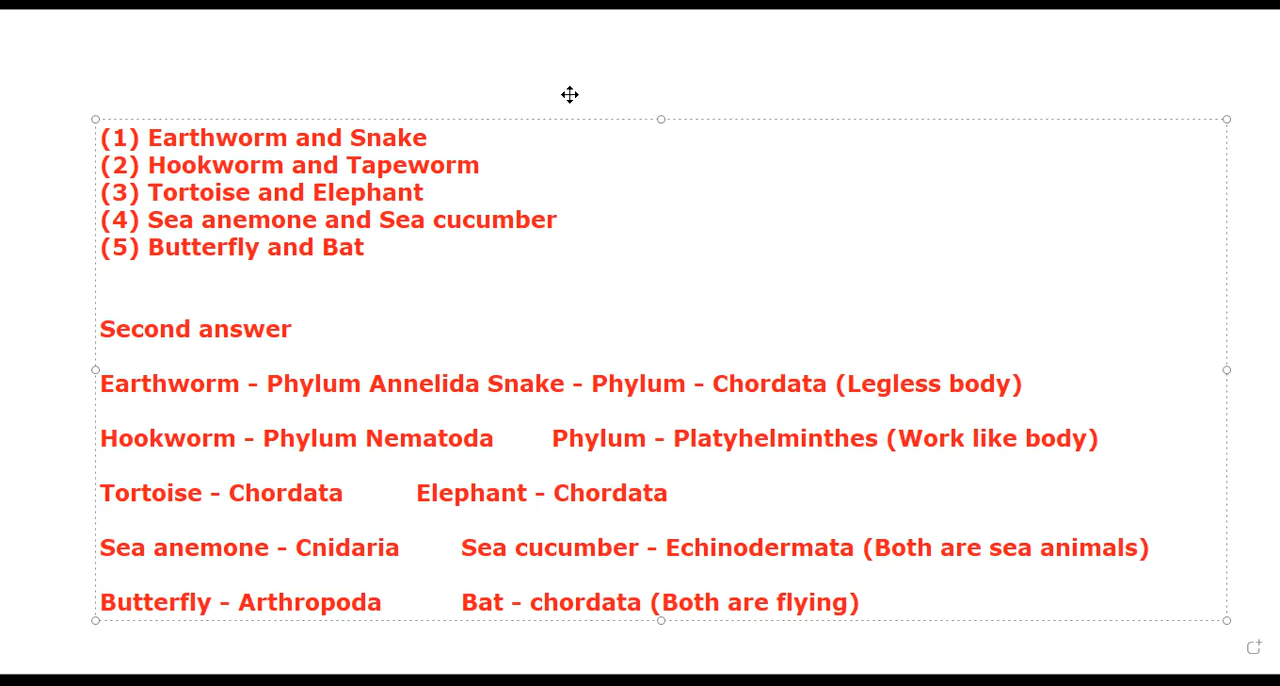 (1) Earthworm and Snake
(2) Hookworm and Tapeworm
(3) Tortoise and Elephant
(4) Sea anemone and Sea cucumber
(5) Butterfly and Bat
Second answer
Earthworm - Phylum Annelida Snake - Phylum - Chordata (Legless body)
Hookworm - Phylum Nematoda Phylum - Platyhelminthes (Work like body)
Tortoise - Chordata Elephant - Chordata
Sea anemone - Cnidaria Sea cucumber - Echinodermata (Both are sea animals)
Butterfly - Arthropoda Bat - chordata (Both are flying)